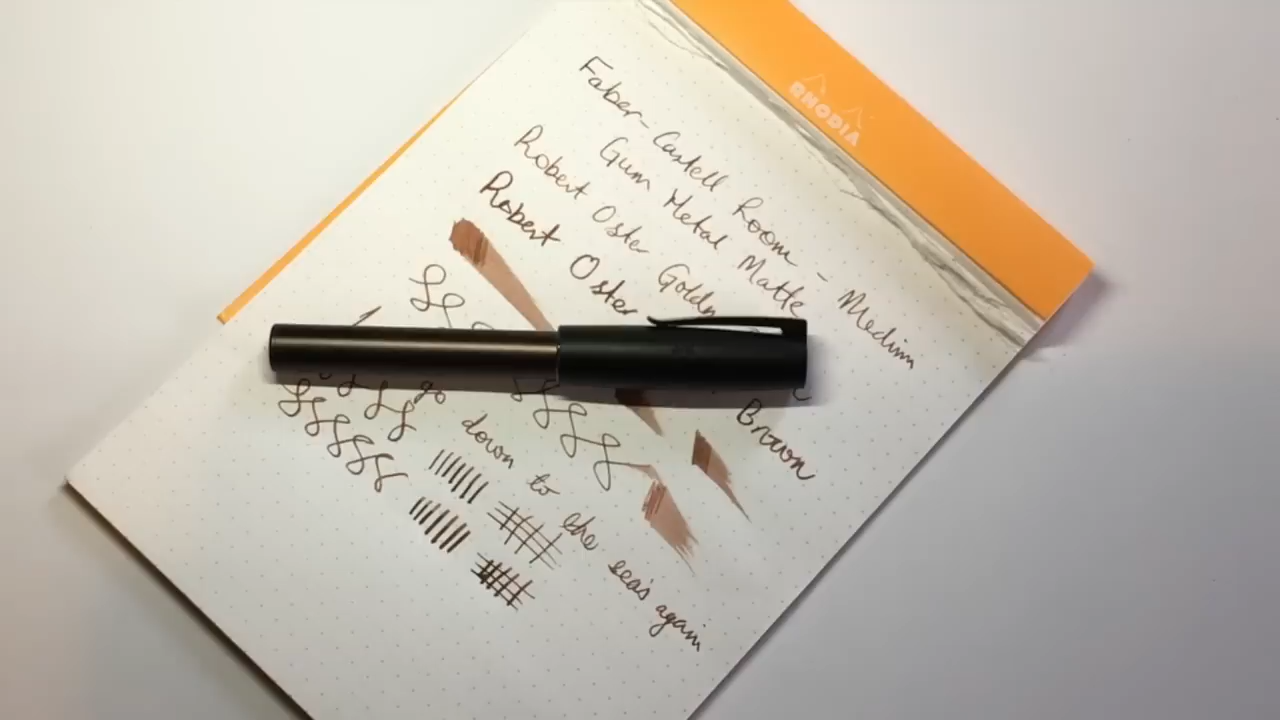 RHODIA
Faber-Castell Loom - Medium
Gun Metal Matte
Robert Oster Golden
Robert Oster Brown
go down to the sea's again